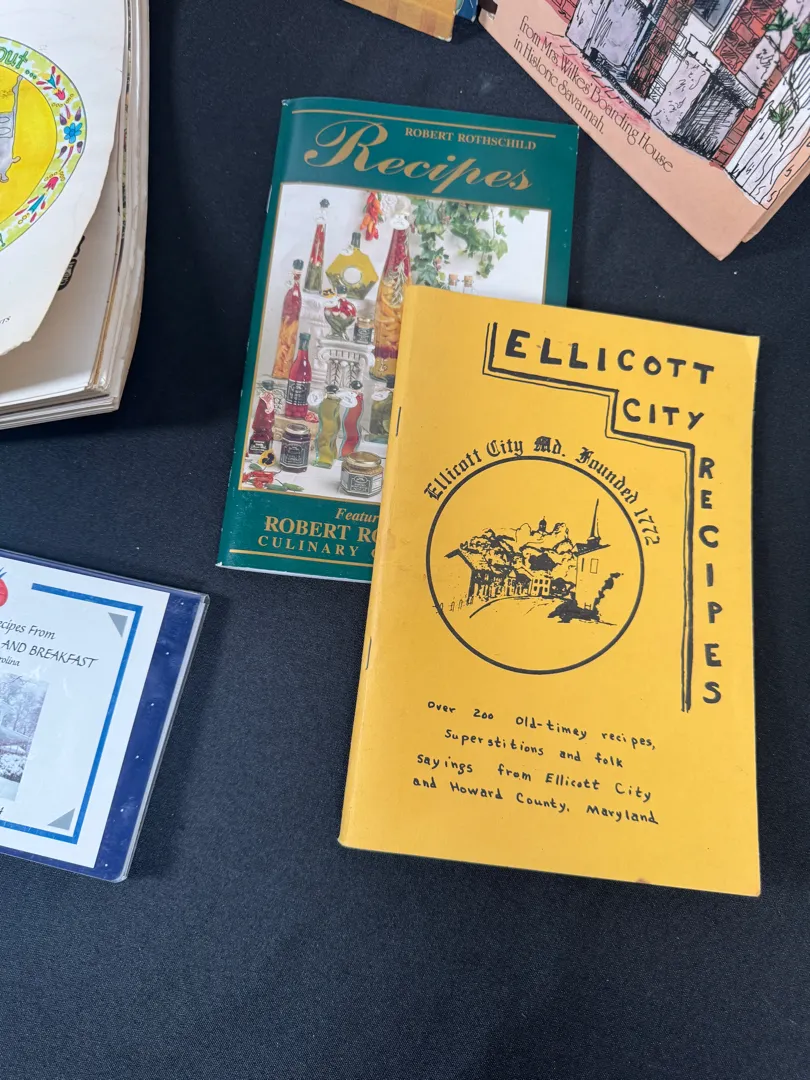 out...
from Mrs. Wilkes' Boarding House
in Historic Savannah.
ROBERT ROTHSCHILD
Recipes
ROBERT
CULINARY
ELLICOTT
CITY
RECIPES
Ellicott City Md. Founded 1772
Over 200 Old-timey recipes,
Superstitions and folk
sayings from Ellicott City
and Howard County, Maryland
From
AND BREAKFAST